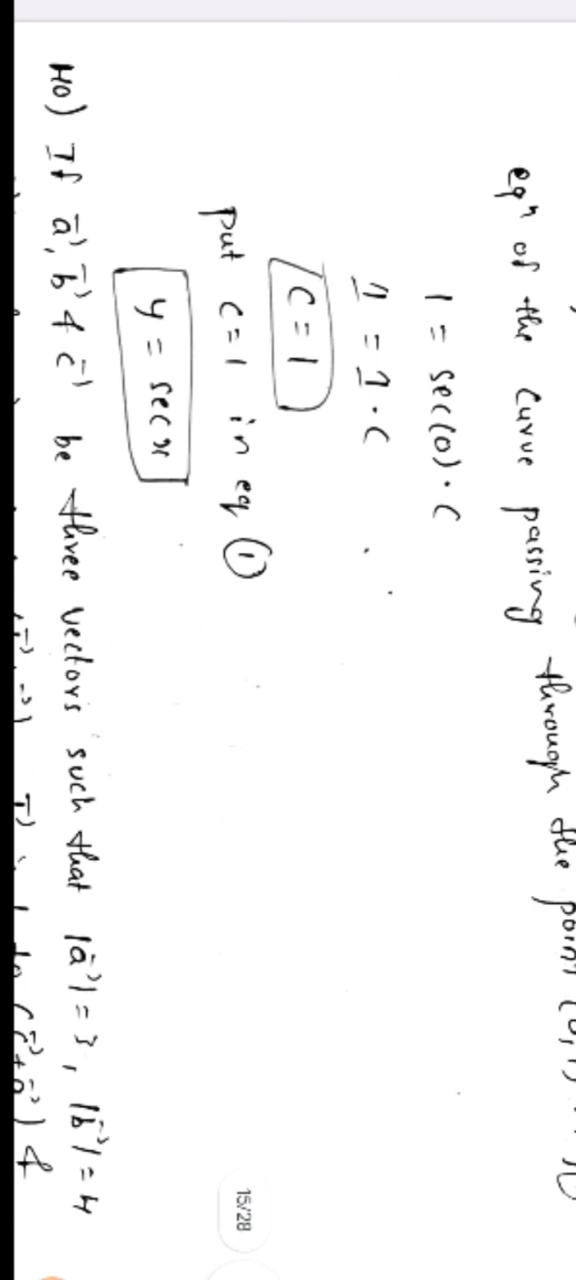 eqⁿ of the curve passing through the point
1 = sec(0) · c
1 = 1 · c
c = 1
put c = 1 in eq ①
y = sec x
HO) If a⃗, b⃗ & c⃗ be three vectors such that |a⃗| = 3, |b⃗| = 4
15/28